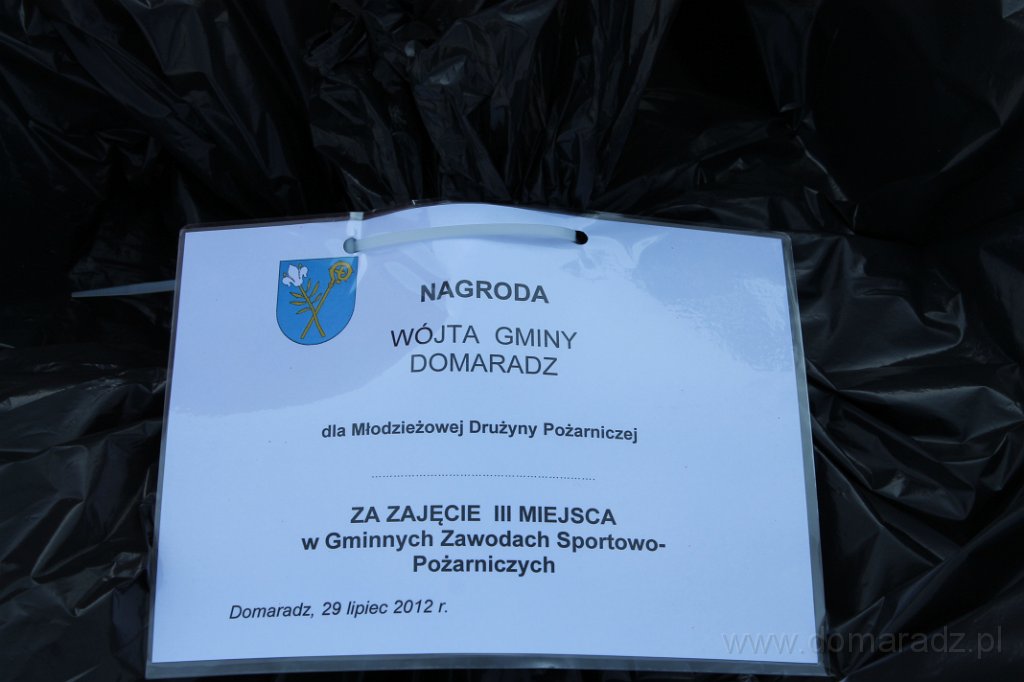 NAGRODA
WÓJTA GMINY
DOMARADZ
dla Młodzieżowej Drużyny Pożarniczej
..............................................................
ZA ZAJĘCIE III MIEJSCA
w Gminnych Zawodach Sportowo-
Pożarniczych
Domaradz, 29 lipiec 2012 r.
www.domaradz.pl